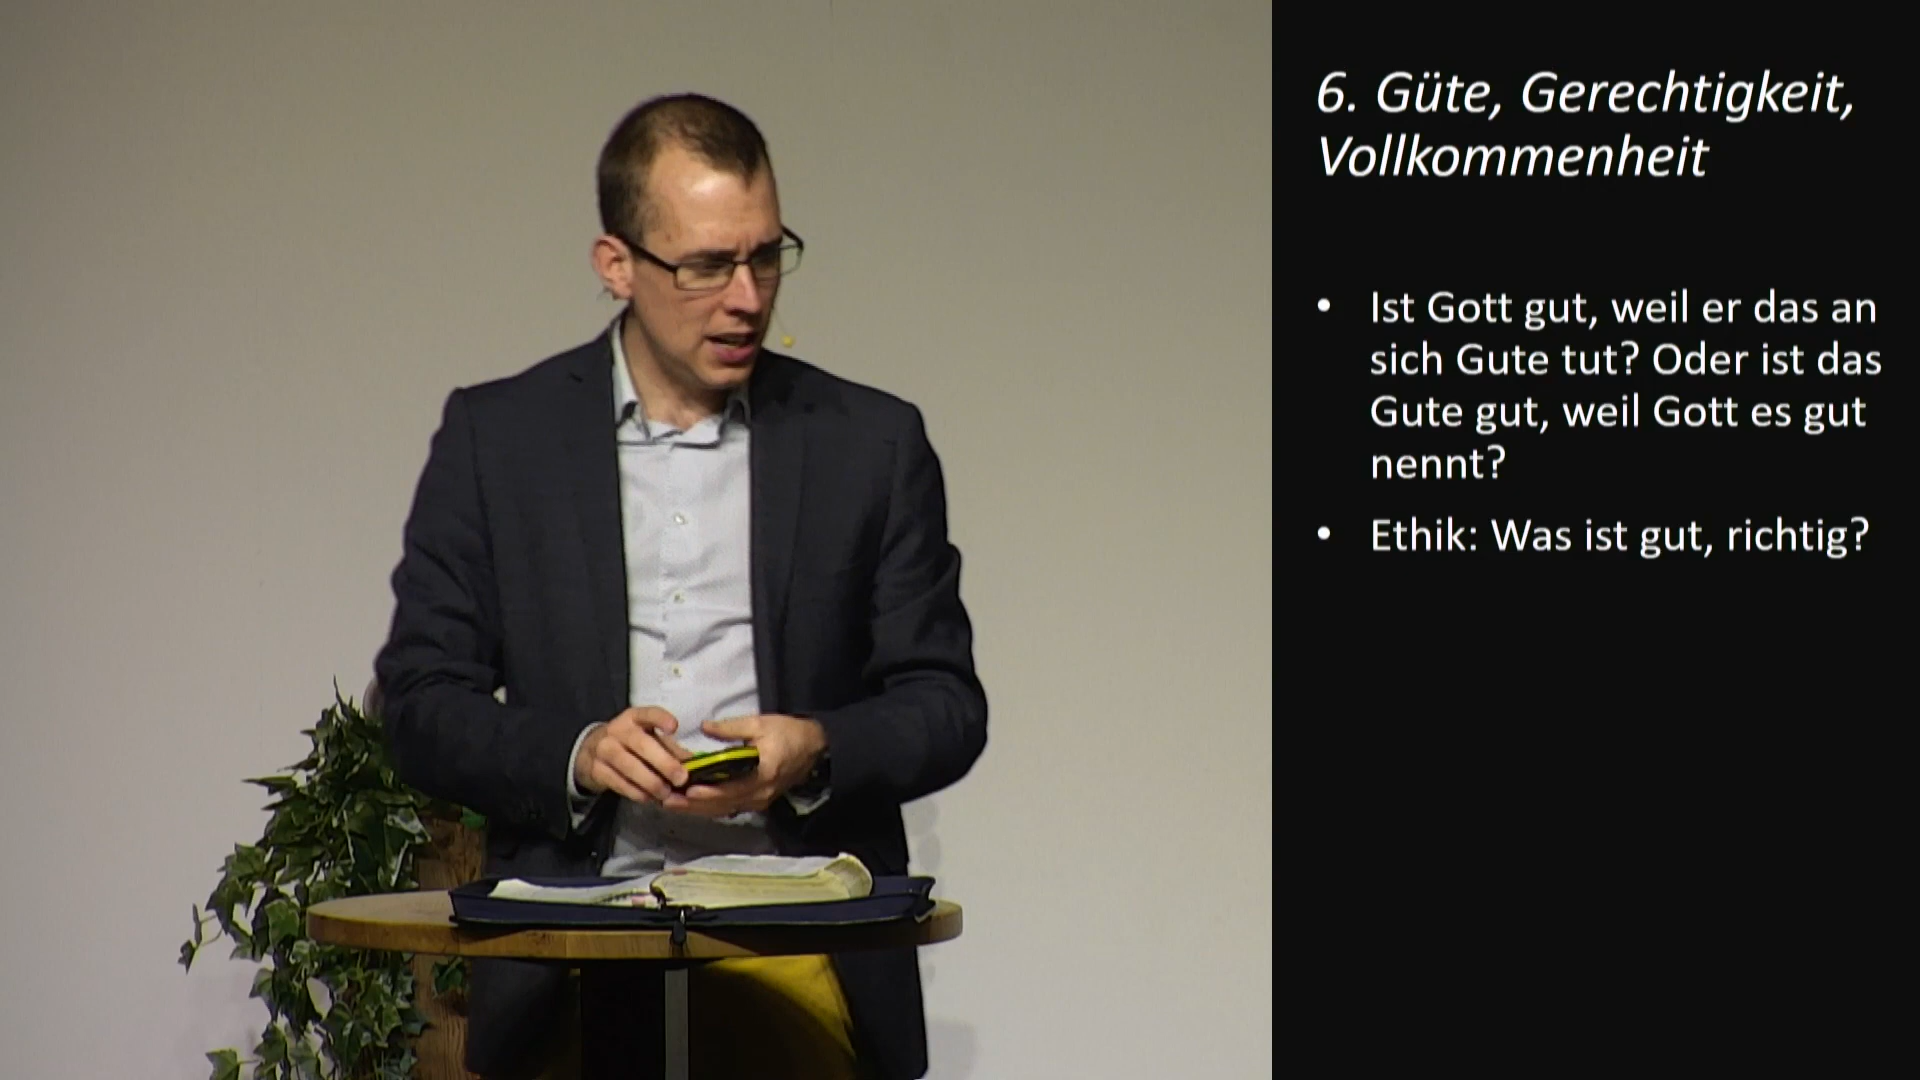 6. Güte, Gerechtigkeit,
Vollkommenheit
• Ist Gott gut, weil er das an
sich Gute tut? Oder ist das
Gute gut, weil Gott es gut
nennt?
• Ethik: Was ist gut, richtig?